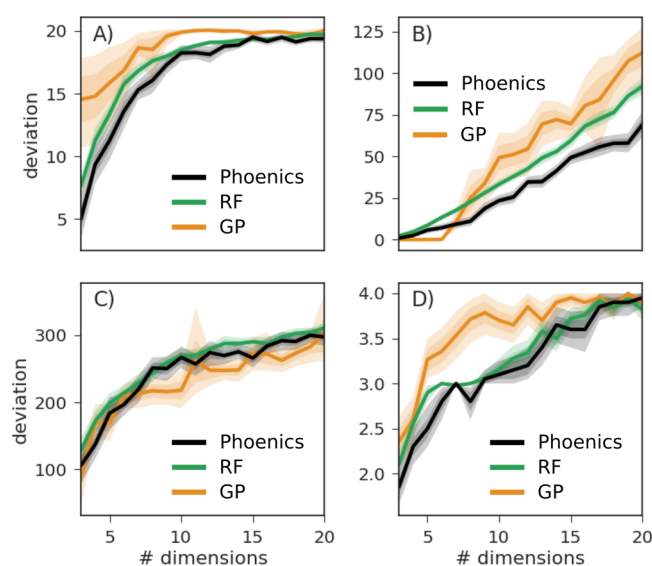 A)
20
15
10
5
deviation
Phoenics
RF
GP
B)
125
100
75
50
25
0
Phoenics
RF
GP
C)
300
200
100
deviation
Phoenics
RF
GP
5 10 15 20
# dimensions
D)
4.0
3.5
3.0
2.5
2.0
Phoenics
RF
GP
5 10 15 20
# dimensions